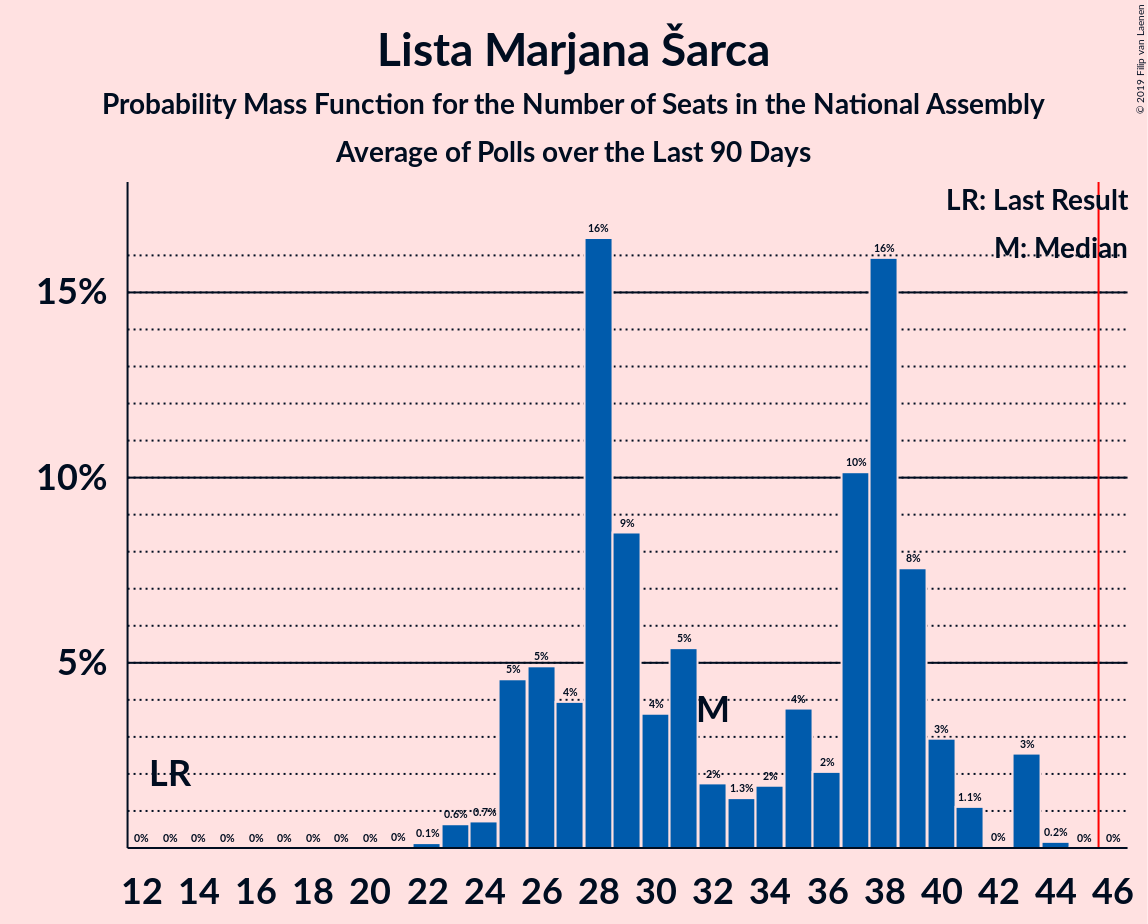 Lista Marjana Šarca
Probability Mass Function for the Number of Seats in the National Assembly
Average of Polls over the Last 90 Days
© 2019 Filip van Laenen
LR: Last Result
M: Median
15%
10%
5%
0% 0% 0% 0% 0% 0% 0% 0% 0% 0% 0.1% 0.6% 0.7% 5% 5% 4% 16% 9% 4% 5% 2% 1.3% 2% 4% 2% 10% 16% 8% 3% 1.1% 0% 3% 0.2% 0% 0%
M
LR
12 14 16 18 20 22 24 26 28 30 32 34 36 38 40 42 44 46